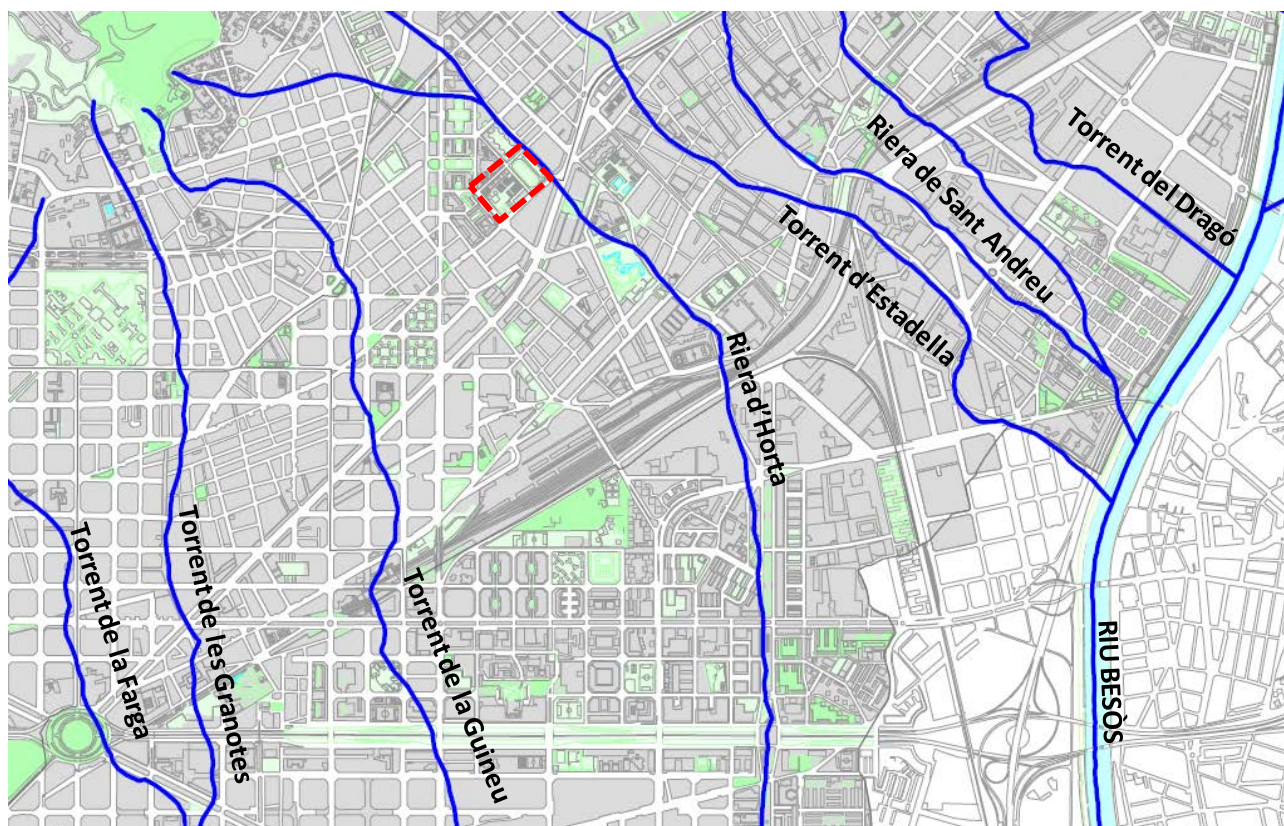 Torrent del Dragó
Riera de Sant Andreu
Torrent d'Estadella
Riera d'Horta
Torrent de la Farga
Torrent de les Granotes
Torrent de la Guineu
RIU BESÒS